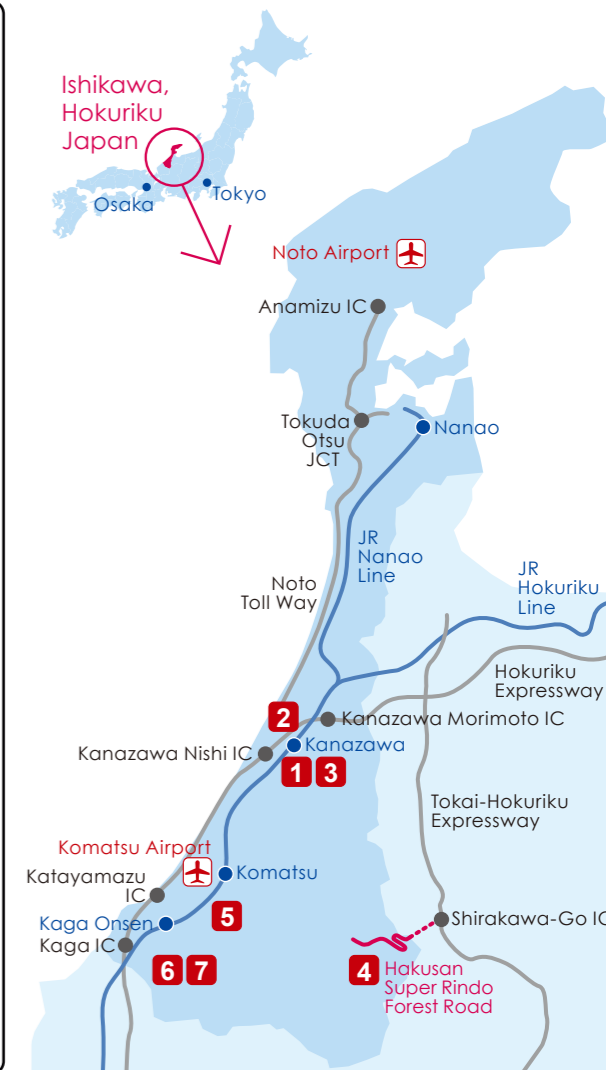 Ishikawa,
Hokuriku
Japan
Osaka
Tokyo
Noto Airport
Anamizu IC
Tokuda
Otsu
JCT
Nanao
JR
Nanao
Line
JR
Hokuriku
Line
Noto
Toll Way
Hokuriku
Expressway
2
Kanazawa Morimoto IC
Kanazawa Nishi IC
Kanazawa
1 3
Tokai-Hokuriku
Expressway
Komatsu Airport
Komatsu
Katayamazu
IC
5
Kaga Onsen
Kaga IC
Shirakawa-Go IC
6 7
4
Hakusan
Super Rindo
Forest Road